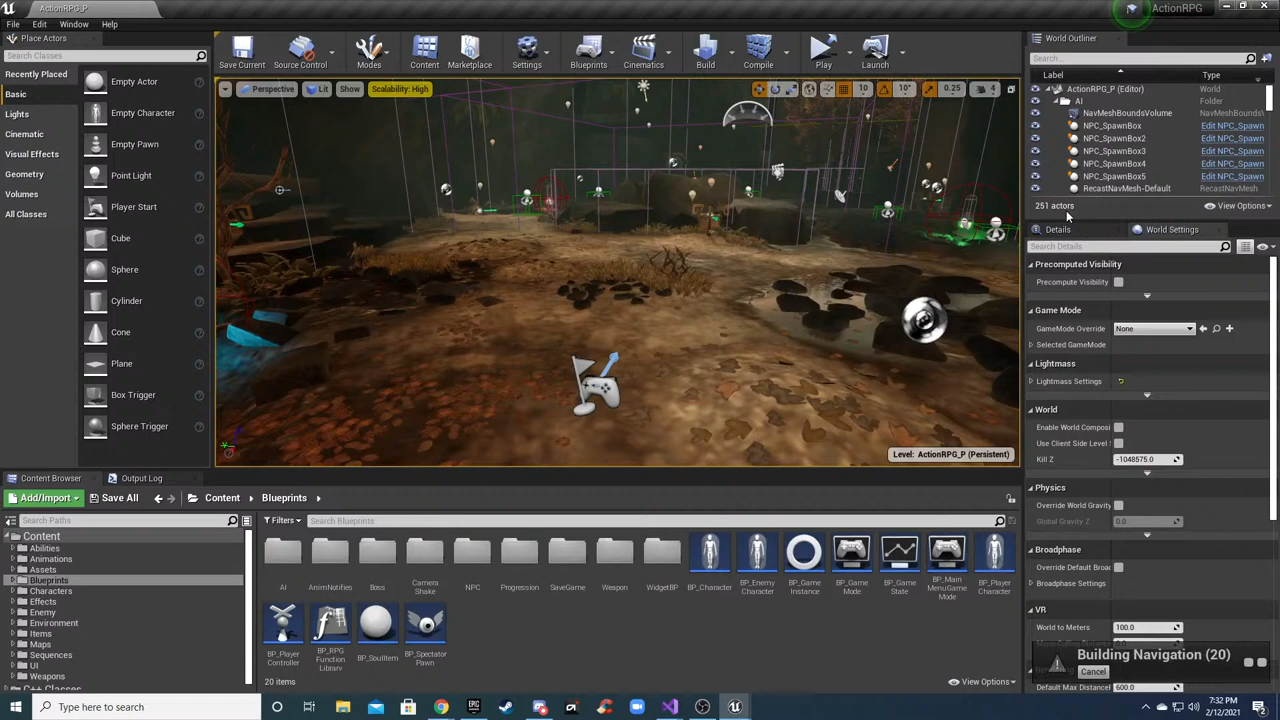 ActionRPG_P
ActionRPG
File Edit Window Help
Place Actors
Search Classes
Recently Placed
Basic
Lights
Cinematic
Visual Effects
Geometry
Volumes
All Classes
Empty Actor
Empty Character
Empty Pawn
Point Light
Player Start
Cube
Sphere
Cylinder
Cone
Plane
Box Trigger
Sphere Trigger
Save Current Source Control Modes Content Marketplace Settings Blueprints Cinematics Build Compile Play Launch
Perspective Lit Show Scalability: High 10 10° 0.25 4
Level: ActionRPG_P (Persistent)
World Outliner
Search...
Label Type
ActionRPG_P (Editor) World
AI Folder
NavMeshBoundsVolume NavMeshBounds
NPC_SpawnBox Edit NPC_Spawn
NPC_SpawnBox2 Edit NPC_Spawn
NPC_SpawnBox3 Edit NPC_Spawn
NPC_SpawnBox4 Edit NPC_Spawn
NPC_SpawnBox5 Edit NPC_Spawn
RecastNavMesh-Default RecastNavMesh
251 actors View Options
Details World Settings
Search Details
Precomputed Visibility
Precompute Visibility
Game Mode
GameMode Override None
Selected GameMode
Lightmass
Lightmass Settings
World
Enable World Composi
Use Client Side Level S
Kill Z -1048575.0
Physics
Override World Gravity
Global Gravity Z 0.0
Broadphase
Override Default Broa
Broadphase Settings
VR
World to Meters 100.0
Building Navigation (20)
Cancel
Default Max Distance 600.0
Content Browser Output Log
Add/Import Save All Content Blueprints
Search Paths
Filters Search Blueprints
Content
Abilities
Animations
Assets
Blueprints
Characters
Effects
Enemy
Environment
Items
Maps
Sequences
UI
Weapons
C++ Classes
AI AnimNotifies Boss Camera Shake NPC Progression SaveGame Weapon WidgetBP BP_Character BP_Enemy Character BP_Game Instance BP_Game Mode BP_Game State BP_Main MenuGame Mode BP_Player Character
BP_Player Controller BP_RPG Function Library BP_SoulItem BP_Spectator Pawn
20 items View Options
Type here to search
7:32 PM
2/12/2021